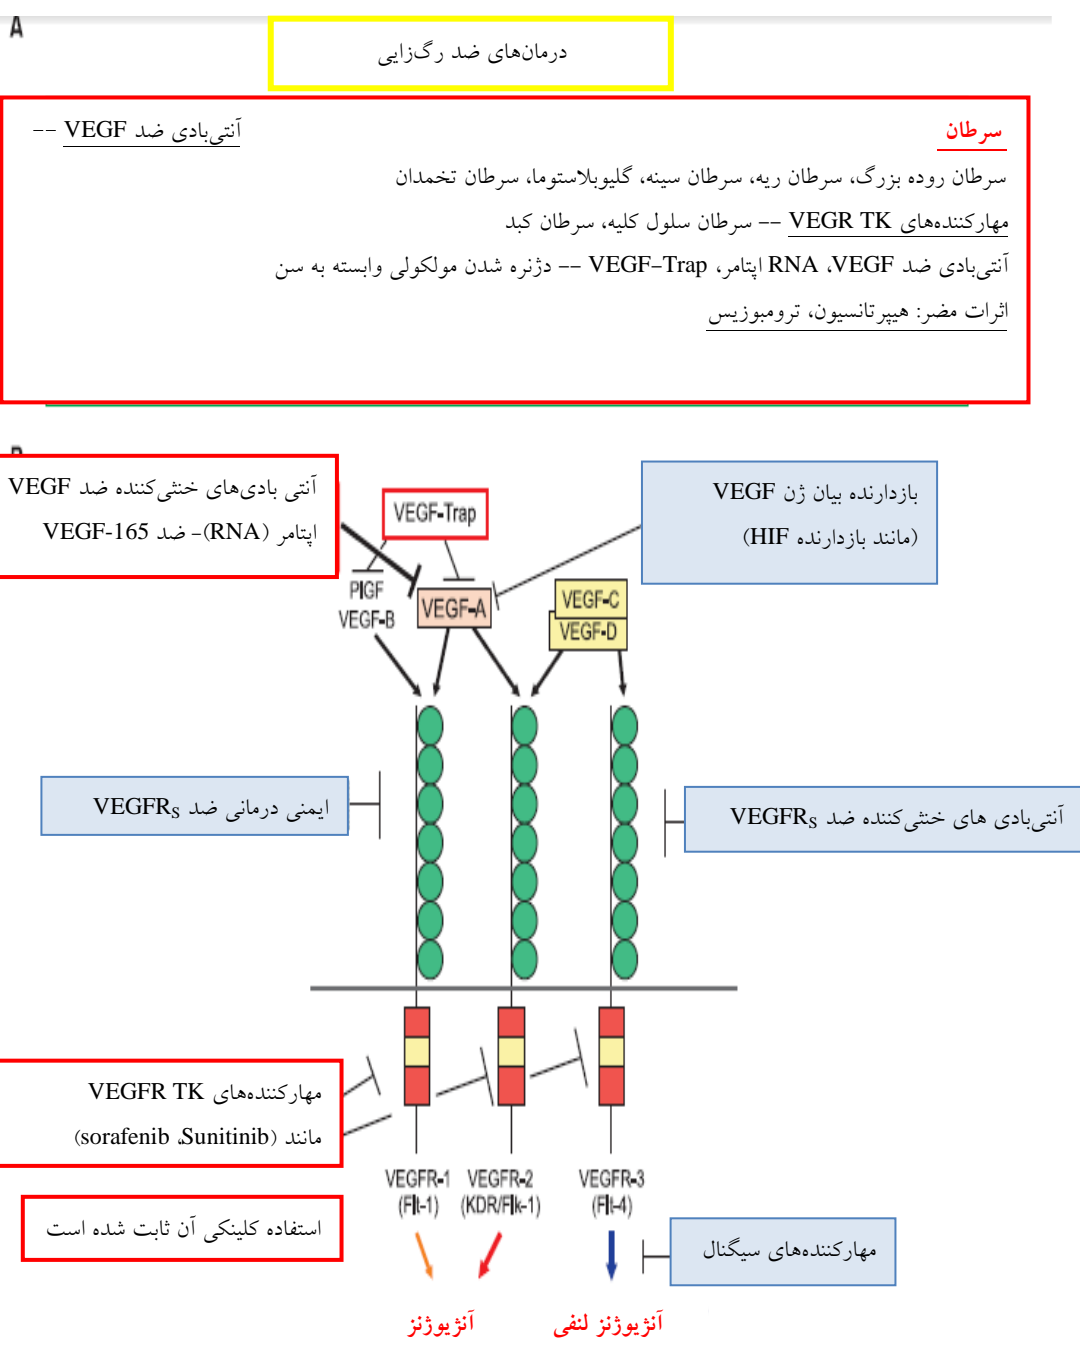 A
درمان‌های ضد رگ‌زایی
سرطان
آنتی‌بادی ضد VEGF --
سرطان روده بزرگ، سرطان ریه، سرطان سینه، گلیوبلاستوما، سرطان تخمدان
مهارکننده‌های VEGR TK -- سرطان سلول کلیه، سرطان کبد
آنتی‌بادی ضد VEGF، RNA اپتامر، VEGF-Trap -- دژنره شدن مولکولی وابسته به سن
اثرات مضر: هیپرتانسیون، ترومبوزیس
آنتی بادی‌های خنثی‌کننده ضد VEGF
اپتامر (RNA)- ضد VEGF-165
VEGF-Trap
بازدارنده بیان ژن VEGF
(مانند بازدارنده HIF)
PlGF
VEGF-B
VEGF-A
VEGF-C
VEGF-D
ایمنی درمانی ضد VEGFRs
آنتی‌بادی های خنثی‌کننده ضد VEGFRs
مهارکننده‌های VEGFR TK
مانند (sorafenib ،Sunitinib)
VEGFR-1
(Flt-1)
VEGFR-2
(KDR/Flk-1)
VEGFR-3
(Flt-4)
استفاده کلینکی آن ثابت شده است
مهارکننده‌های سیگنال
آنژیوژنز
آنژیوژنز لنفی